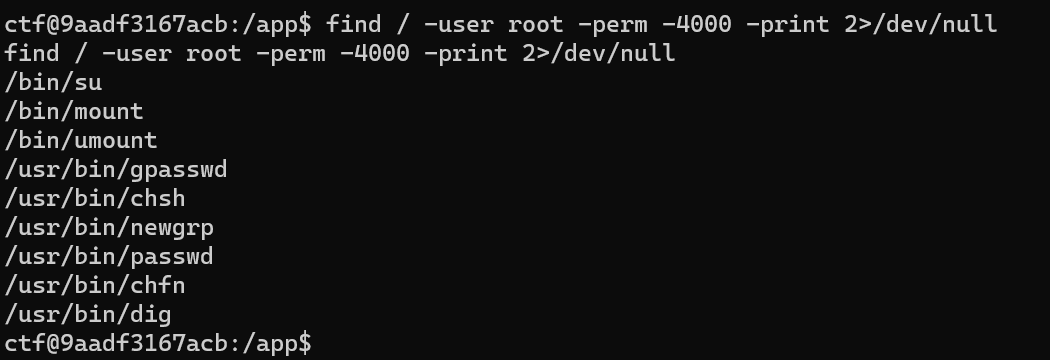 ctf@9aadf3167acb:/app$ find / -user root -perm -4000 -print 2>/dev/null
find / -user root -perm -4000 -print 2>/dev/null
/bin/su
/bin/mount
/bin/umount
/usr/bin/gpasswd
/usr/bin/chsh
/usr/bin/newgrp
/usr/bin/passwd
/usr/bin/chfn
/usr/bin/dig
ctf@9aadf3167acb:/app$